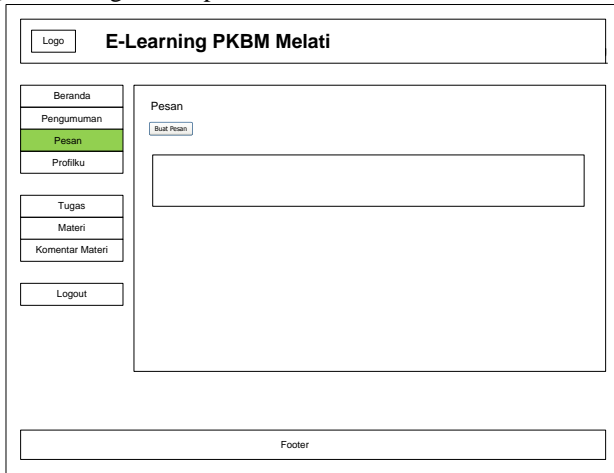 Logo
E-Learning PKBM Melati
Beranda
Pengumuman
Pesan
Profilku
Tugas
Materi
Komentar Materi
Logout
Pesan
Buat Pesan
Footer